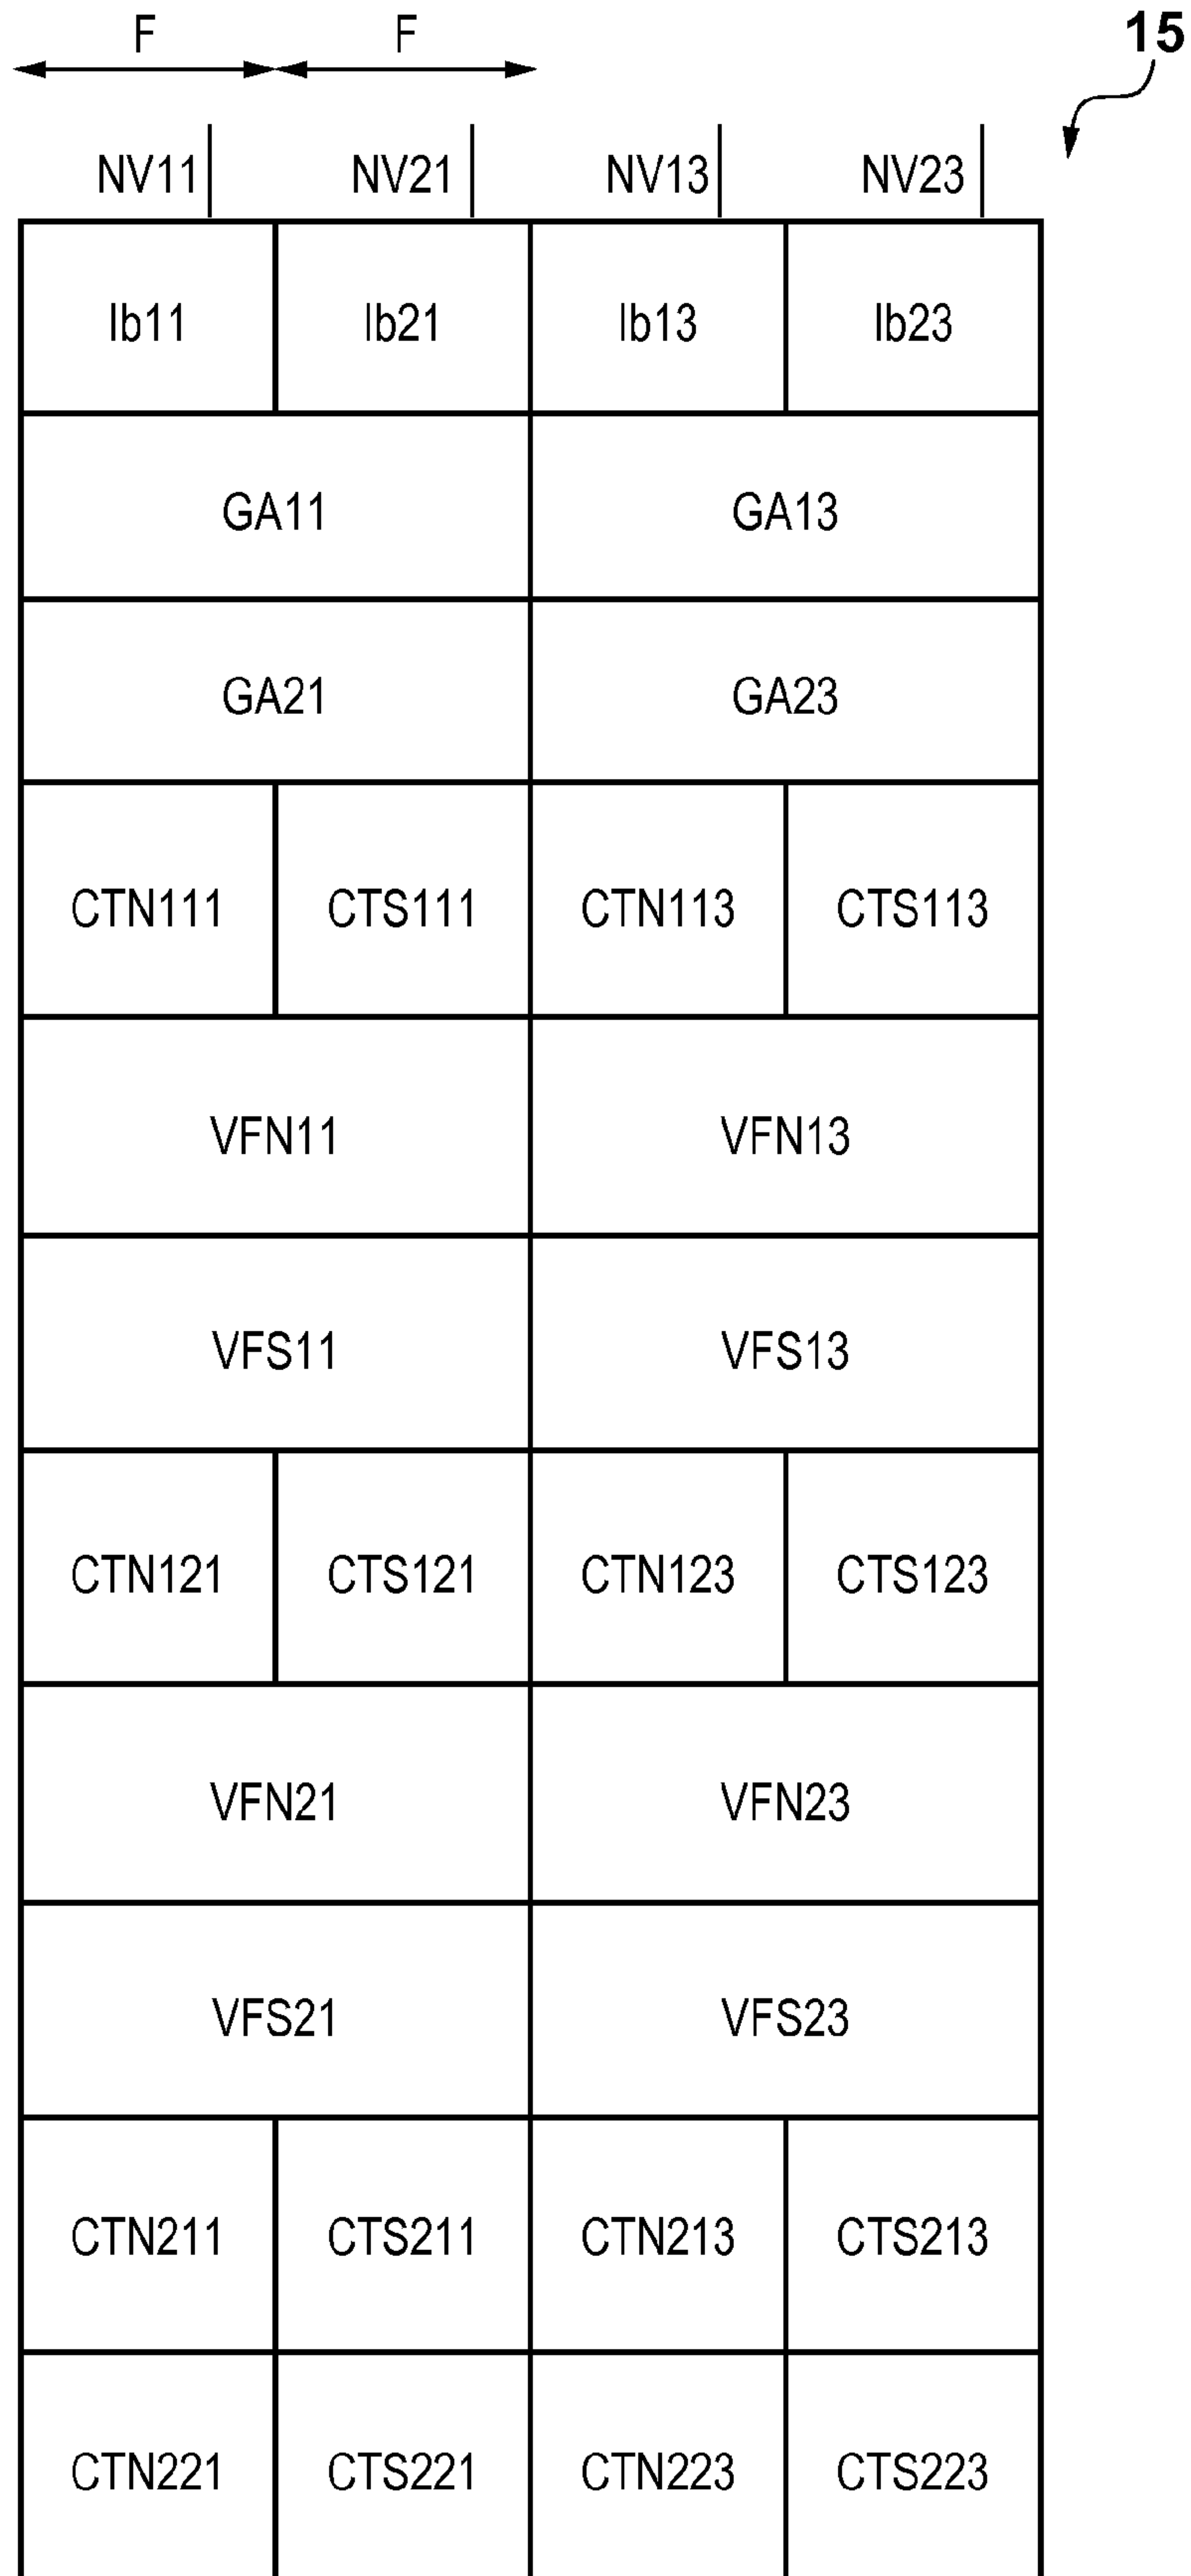 F F 15
NV11 NV21 NV13 NV23
Ib11 Ib21 Ib13 Ib23
GA11 GA13
GA21 GA23
CTN111 CTS111 CTN113 CTS113
VFN11 VFN13
VFS11 VFS13
CTN121 CTS121 CTN123 CTS123
VFN21 VFN23
VFS21 VFS23
CTN211 CTS211 CTN213 CTS213
CTN221 CTS221 CTN223 CTS223